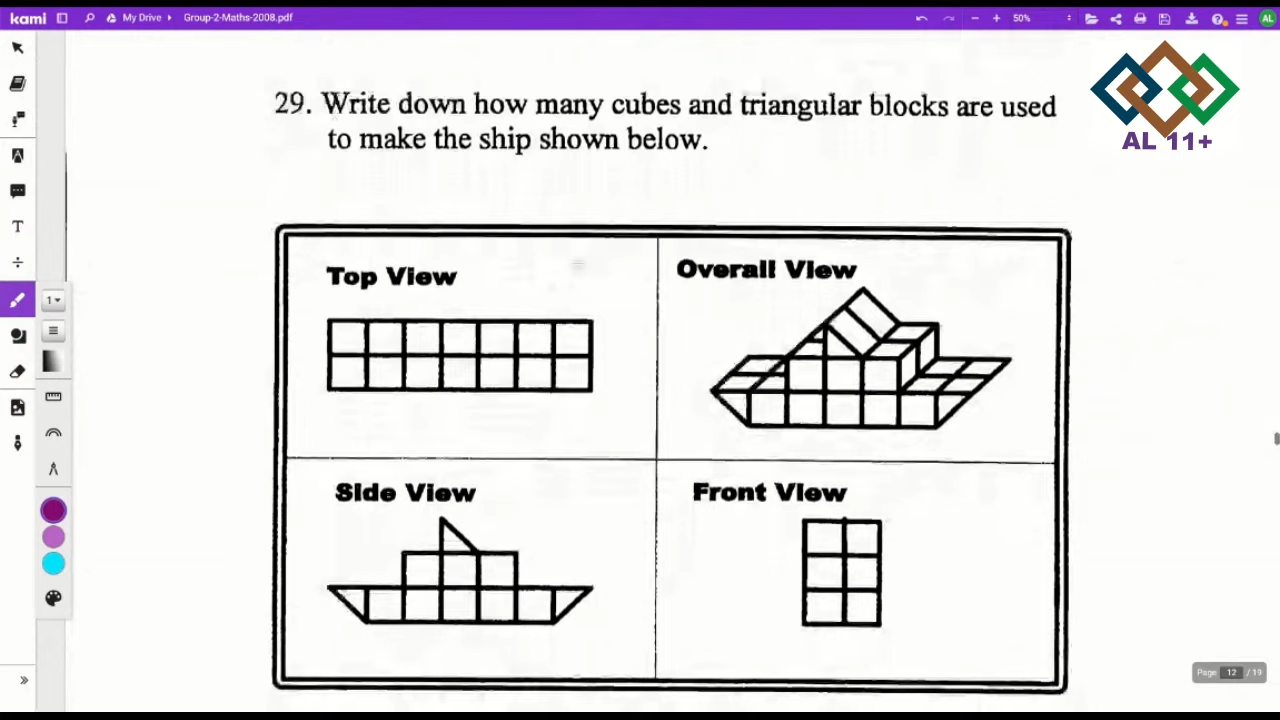 kami My Drive Group-2-Maths-2008.pdf 50% AL
AL 11+
29. Write down how many cubes and triangular blocks are used
to make the ship shown below.
Top View
Overall View
Side View
Front View
T
1
Page 12 / 19